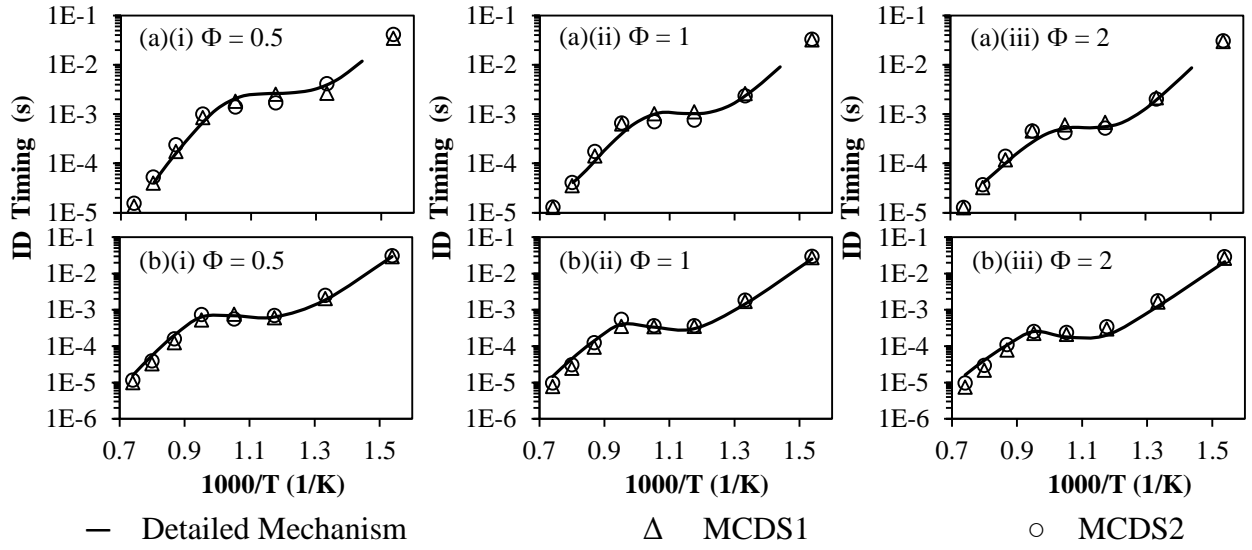 ID Timing (s)
1E-1
1E-2
1E-3
1E-4
1E-5
(a)(i) Φ = 0.5
ID Timing (s)
1E-1
1E-2
1E-3
1E-4
1E-5
(a)(ii) Φ = 1
ID Timing (s)
1E-1
1E-2
1E-3
1E-4
1E-5
(a)(iii) Φ = 2
1E-1
1E-2
1E-3
1E-4
1E-5
1E-6
(b)(i) Φ = 0.5
1E-1
1E-2
1E-3
1E-4
1E-5
1E-6
(b)(ii) Φ = 1
1E-1
1E-2
1E-3
1E-4
1E-5
1E-6
(b)(iii) Φ = 2
0.7 0.9 1.1 1.3 1.5
0.7 0.9 1.1 1.3 1.5
0.7 0.9 1.1 1.3 1.5
1000/T (1/K)
1000/T (1/K)
1000/T (1/K)
Detailed Mechanism
MCDS1
MCDS2